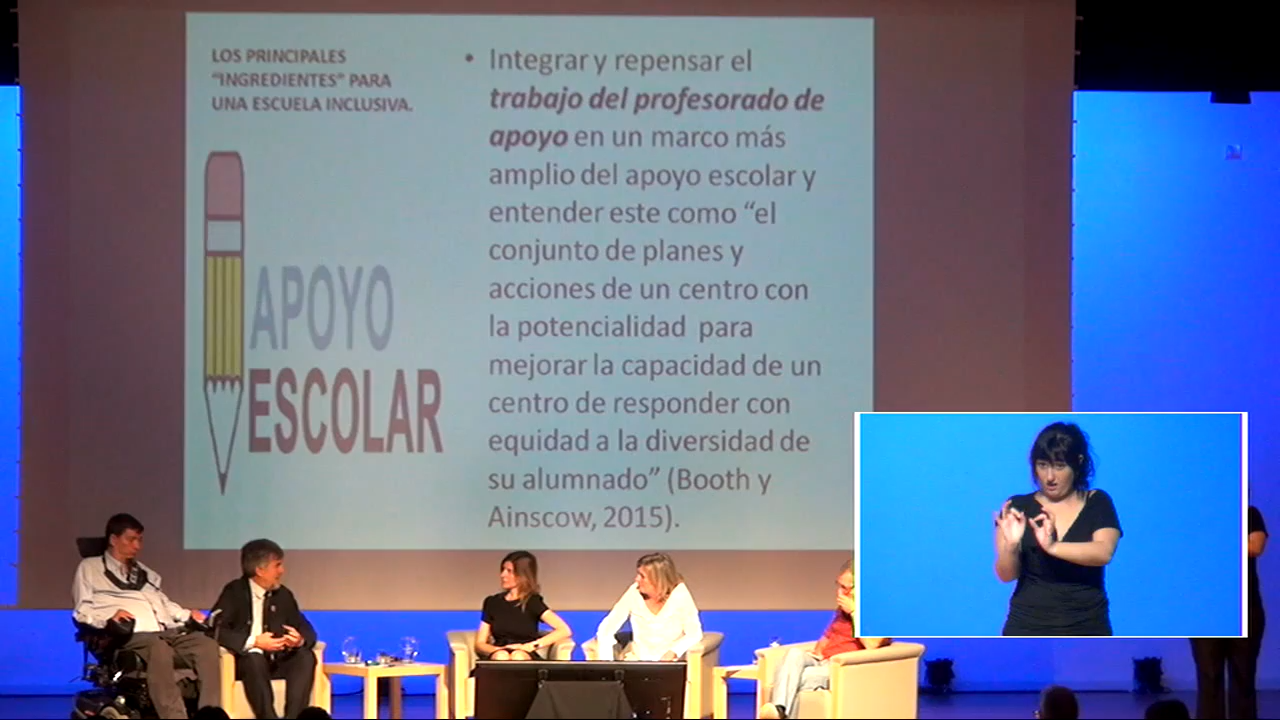 LOS PRINCIPALES
“INGREDIENTES” PARA
UNA ESCUELA INCLUSIVA.
APOYO
ESCOLAR
• Integrar y repensar el
trabajo del profesorado de
apoyo en un marco más
amplio del apoyo escolar y
entender este como “el
conjunto de planes y
acciones de un centro con
la potencialidad para
mejorar la capacidad de un
centro de responder con
equidad a la diversidad de
su alumnado” (Booth y
Ainscow, 2015).